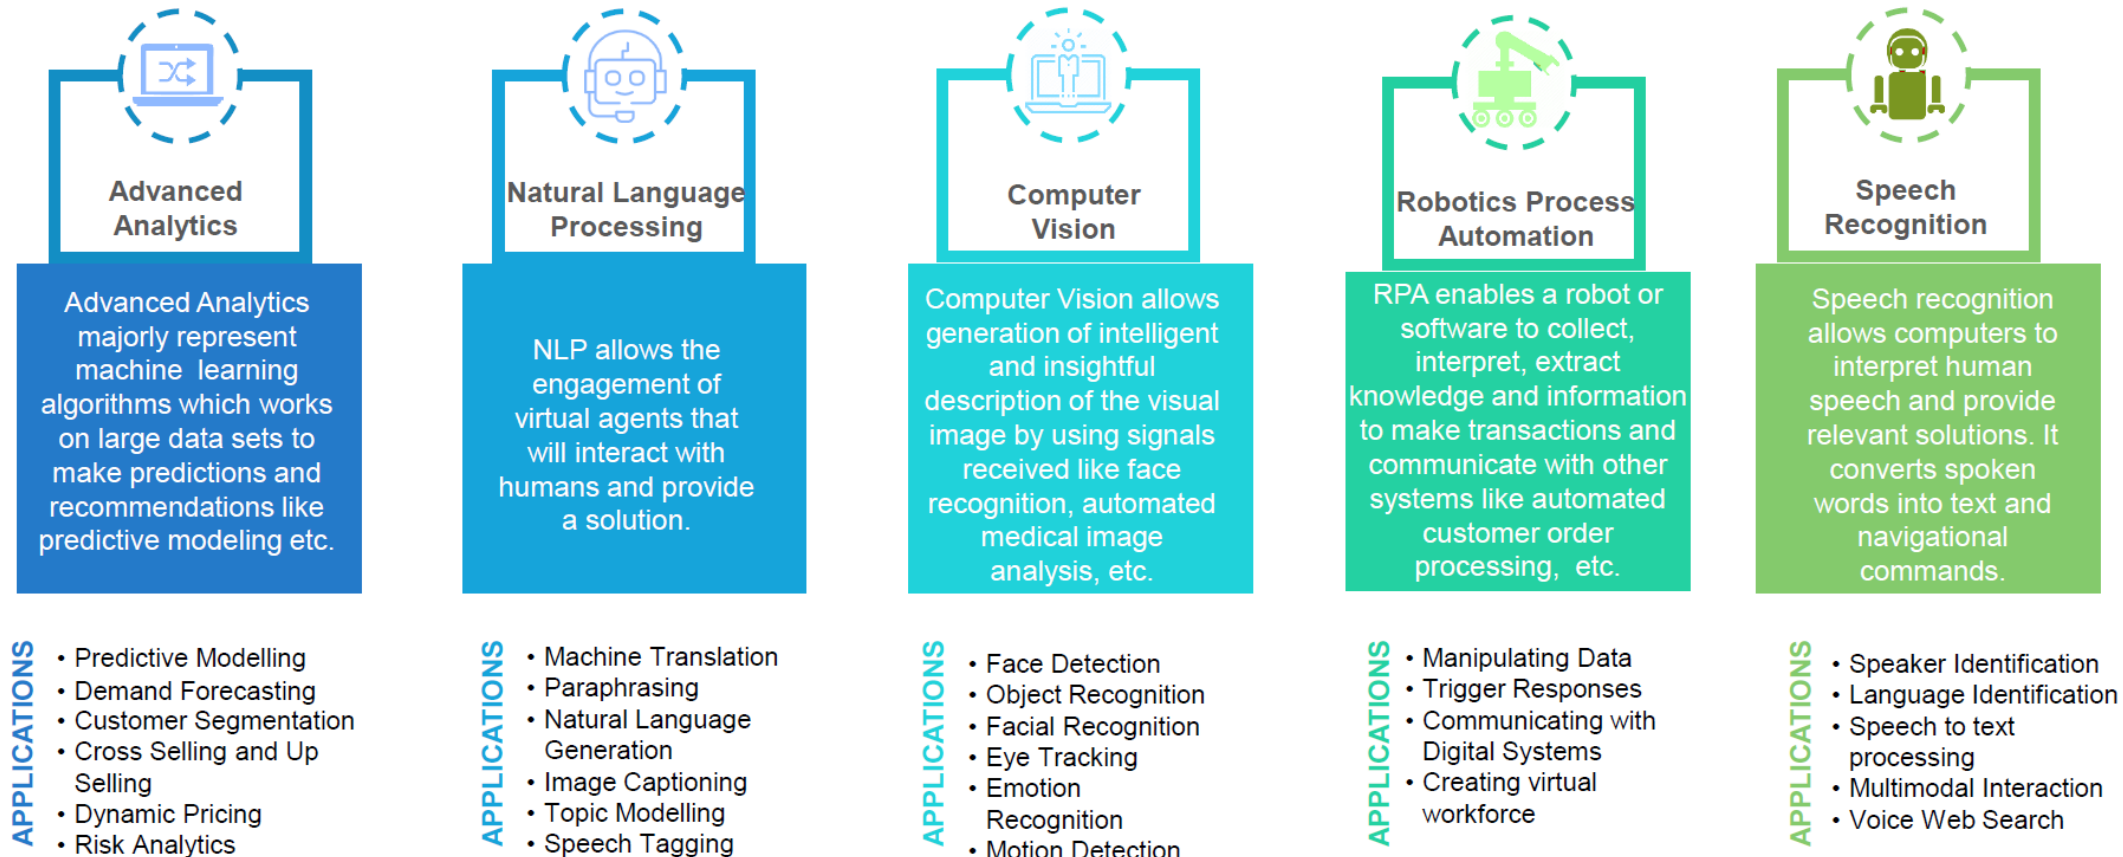 Advanced
Analytics
Advanced Analytics
majorly represent
machine learning
algorithms which works
on large data sets to
make predictions and
recommendations like
predictive modeling etc.
APPLICATIONS
• Predictive Modelling
• Demand Forecasting
• Customer Segmentation
• Cross Selling and Up
Selling
• Dynamic Pricing
• Risk Analytics
Natural Language
Processing
NLP allows the
engagement of
virtual agents that
will interact with
humans and provide
a solution.
APPLICATIONS
• Machine Translation
• Paraphrasing
• Natural Language
Generation
• Image Captioning
• Topic Modelling
• Speech Tagging
Computer
Vision
Computer Vision allows
generation of intelligent
and insightful
description of the visual
image by using signals
received like face
recognition, automated
medical image
analysis, etc.
APPLICATIONS
• Face Detection
• Object Recognition
• Facial Recognition
• Eye Tracking
• Emotion
Recognition
• Motion Detection
Robotics Process
Automation
RPA enables a robot or
software to collect,
interpret, extract
knowledge and information
to make transactions and
communicate with other
systems like automated
customer order
processing, etc.
APPLICATIONS
• Manipulating Data
• Trigger Responses
• Communicating with
Digital Systems
• Creating virtual
workforce
Speech
Recognition
Speech recognition
allows computers to
interpret human
speech and provide
relevant solutions. It
converts spoken
words into text and
navigational
commands.
APPLICATIONS
• Speaker Identification
• Language Identification
• Speech to text
processing
• Multimodal Interaction
• Voice Web Search